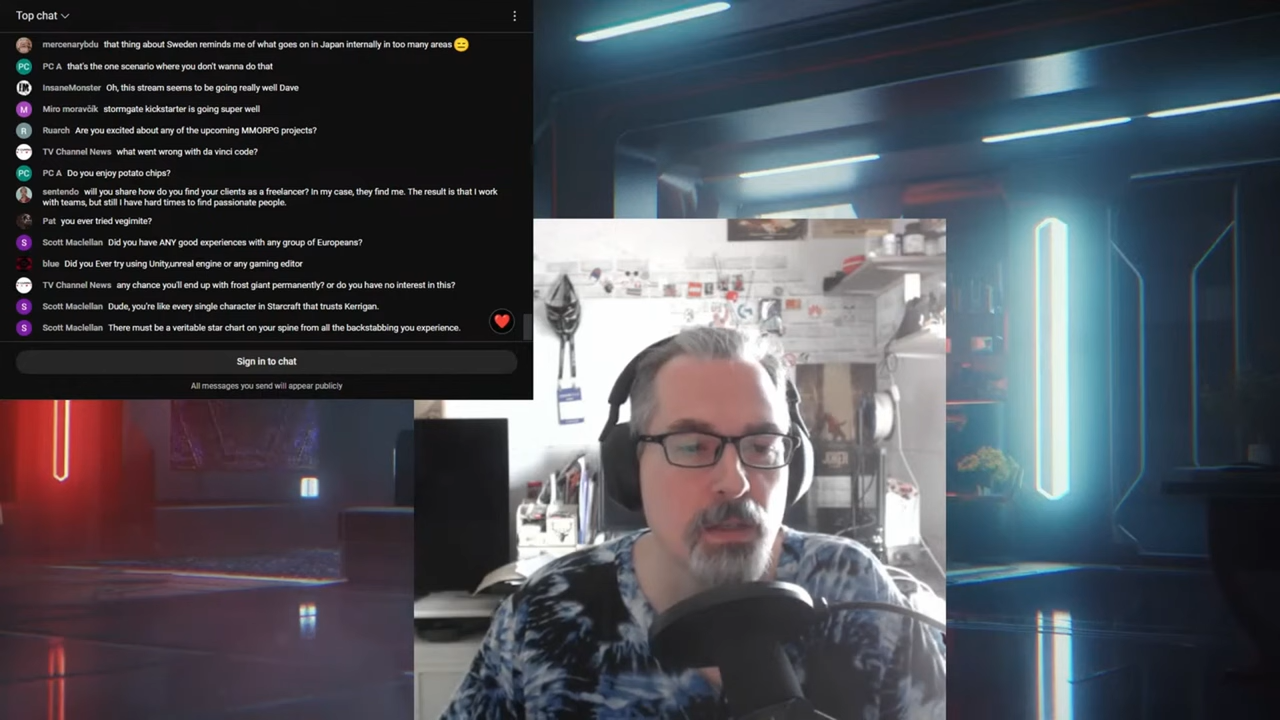 Top chat
mercenarybdu that thing about Sweden reminds me of what goes on in Japan internally in too many areas
PC PC A that's the one scenario where you don't wanna do that
InsaneMonster Oh, this stream seems to be going really well Dave
M Miro moravčík stormgate kickstarter is going super well
R Ruarch Are you excited about any of the upcoming MMORPG projects?
TV Channel News what went wrong with da vinci code?
PC PC A Do you enjoy potato chips?
sentendo will you share how do you find your clients as a freelancer? In my case, they find me. The result is that I work
with teams, but still I have hard times to find passionate people.
Pat you ever tried vegimite?
S Scott Maclellan Did you have ANY good experiences with any group of Europeans?
blue Did you Ever try using Unity,unreal engine or any gaming editor
TV Channel News any chance you'll end up with frost giant permanently? or do you have no interest in this?
S Scott Maclellan Dude, you're like every single character in Starcraft that trusts Kerrigan.
S Scott Maclellan There must be a veritable star chart on your spine from all the backstabbing you experience.
Sign in to chat
All messages you send will appear publicly